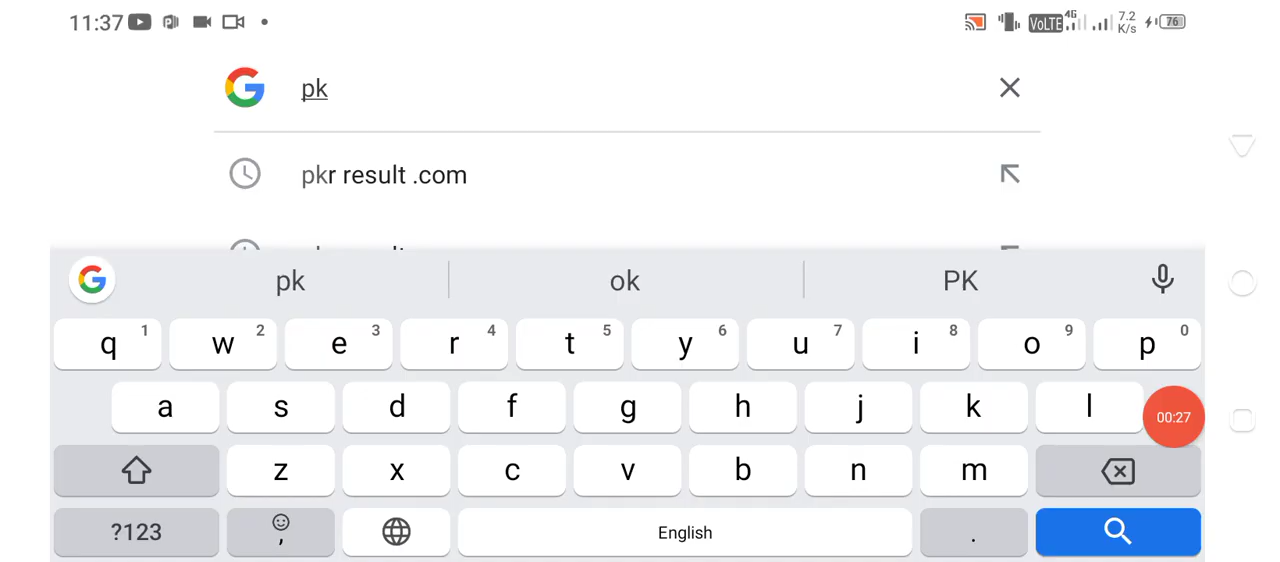 11:37 VoLTE 4G 7.2 K/s 76
pk
pkr result .com
pk ok PK
q 1 w 2 e 3 r 4 t 5 y 6 u 7 i 8 o 9 p 0
a s d f g h j k l 00:27
z x c v b n m
?123 , English .